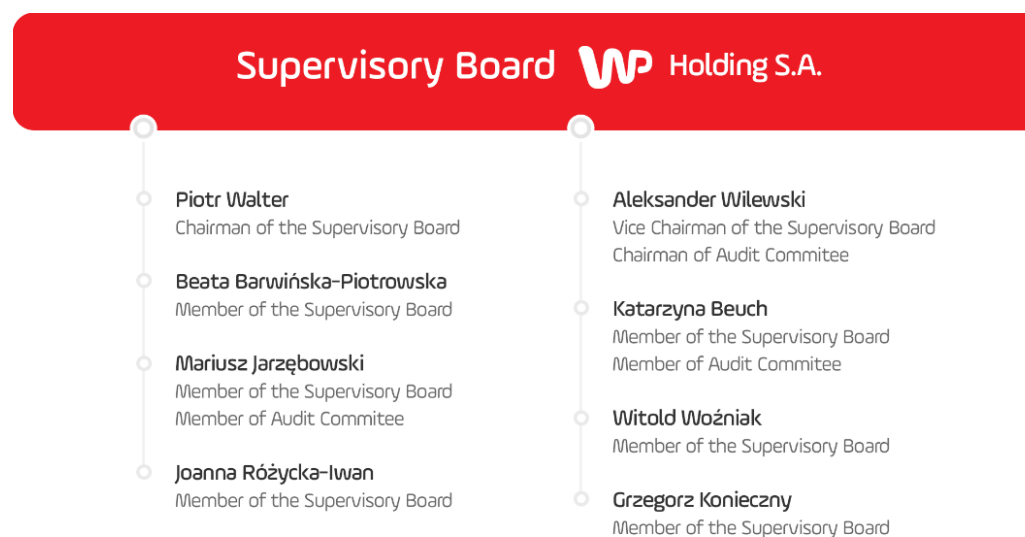 Supervisory Board WP Holding S.A.
Piotr Walter
Chairman of the Supervisory Board
Beata Barwińska-Piotrowska
Member of the Supervisory Board
Mariusz Jarzębowski
Member of the Supervisory Board
Member of Audit Commitee
Joanna Różycka-Iwan
Member of the Supervisory Board
Aleksander Wilewski
Vice Chairman of the Supervisory Board
Chairman of Audit Commitee
Katarzyna Beuch
Member of the Supervisory Board
Member of Audit Commitee
Witold Woźniak
Member of the Supervisory Board
Grzegorz Konieczny
Member of the Supervisory Board